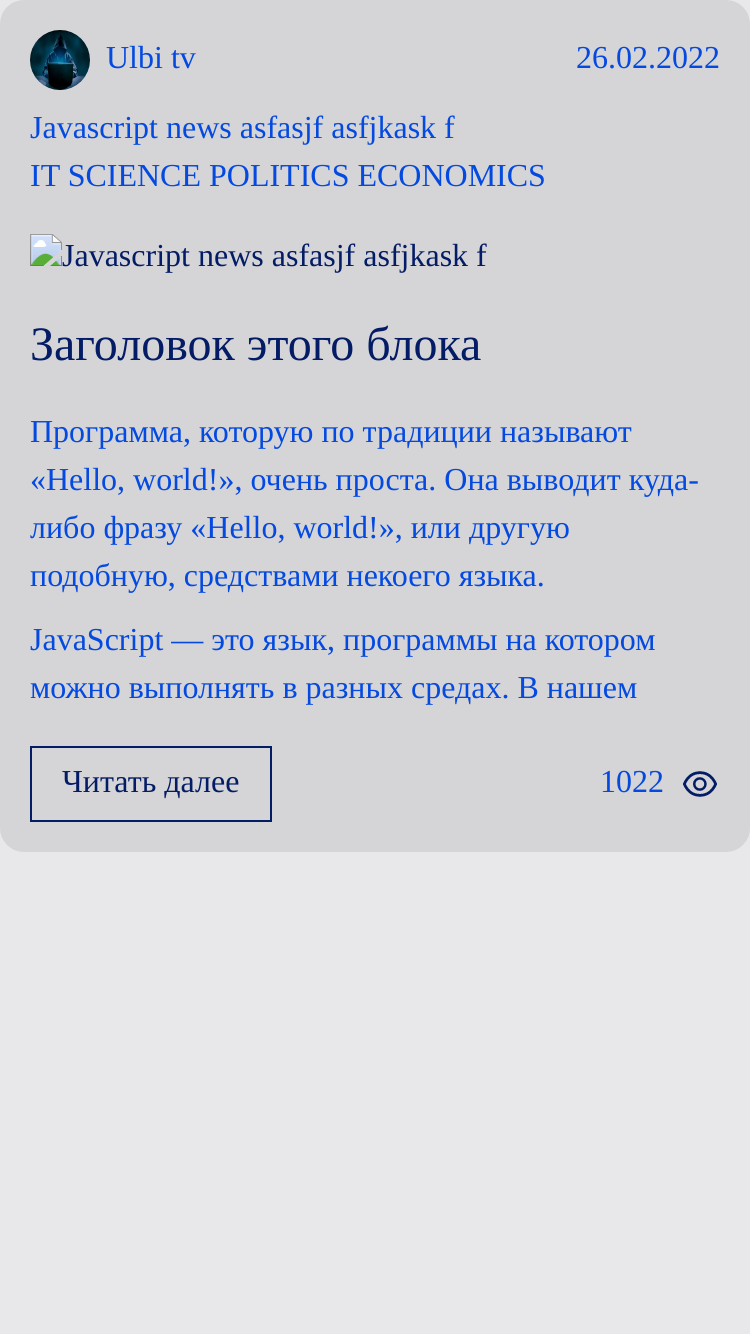 Ulbi tv 26.02.2022
Javascript news asfasjf asfjkask f
IT SCIENCE POLITICS ECONOMICS
Javascript news asfasjf asfjkask f
Заголовок этого блока
Программа, которую по традиции называют
«Hello, world!», очень проста. Она выводит куда-
либо фразу «Hello, world!», или другую
подобную, средствами некоего языка.
JavaScript — это язык, программы на котором
можно выполнять в разных средах. В нашем
Читать далее 1022